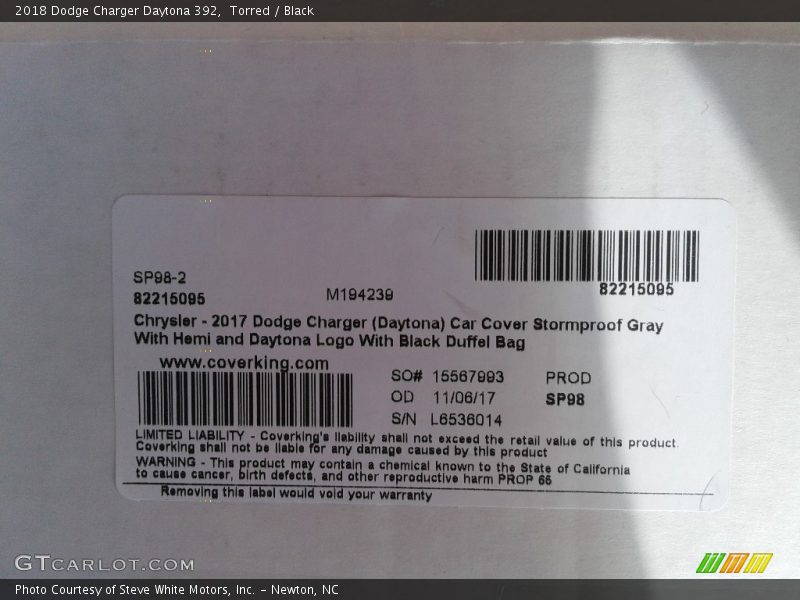 2018 Dodge Charger Daytona 392, Torred / Black
SP98-2
82215095
M194239
82215095
Chrysler - 2017 Dodge Charger (Daytona) Car Cover Stormproof Gray
With Hemi and Daytona Logo With Black Duffel Bag
www.coverking.com
SO# 15567993 PROD
OD 11/06/17 SP98
S/N L6536014
LIMITED LIABILITY - Coverking's liability shall not exceed the retail value of this product.
Coverking shall not be liable for any damage caused by this product
WARNING - This product may contain a chemical known to the State of California
to cause cancer, birth defects, and other reproductive harm PROP 65
Removing this label would void your warranty
GTCARLOT.COM
Photo Courtesy of Steve White Motors, Inc. – Newton, NC